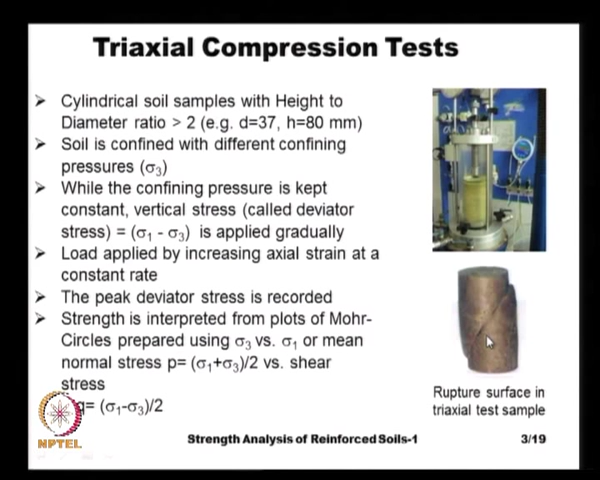 Triaxial Compression Tests
➢ Cylindrical soil samples with Height to
Diameter ratio > 2 (e.g. d=37, h=80 mm)
➢ Soil is confined with different confining
pressures (σ₃)
➢ While the confining pressure is kept
constant, vertical stress (called deviator
stress) = (σ₁ - σ₃) is applied gradually
➢ Load applied by increasing axial strain at a
constant rate
➢ The peak deviator stress is recorded
➢ Strength is interpreted from plots of Mohr-
Circles prepared using σ₃ vs. σ₁ or mean
normal stress p= (σ₁+σ₃)/2 vs. shear
stress
q= (σ₁-σ₃)/2
Rupture surface in
triaxial test sample
NPTEL
Strength Analysis of Reinforced Soils-1
3/19